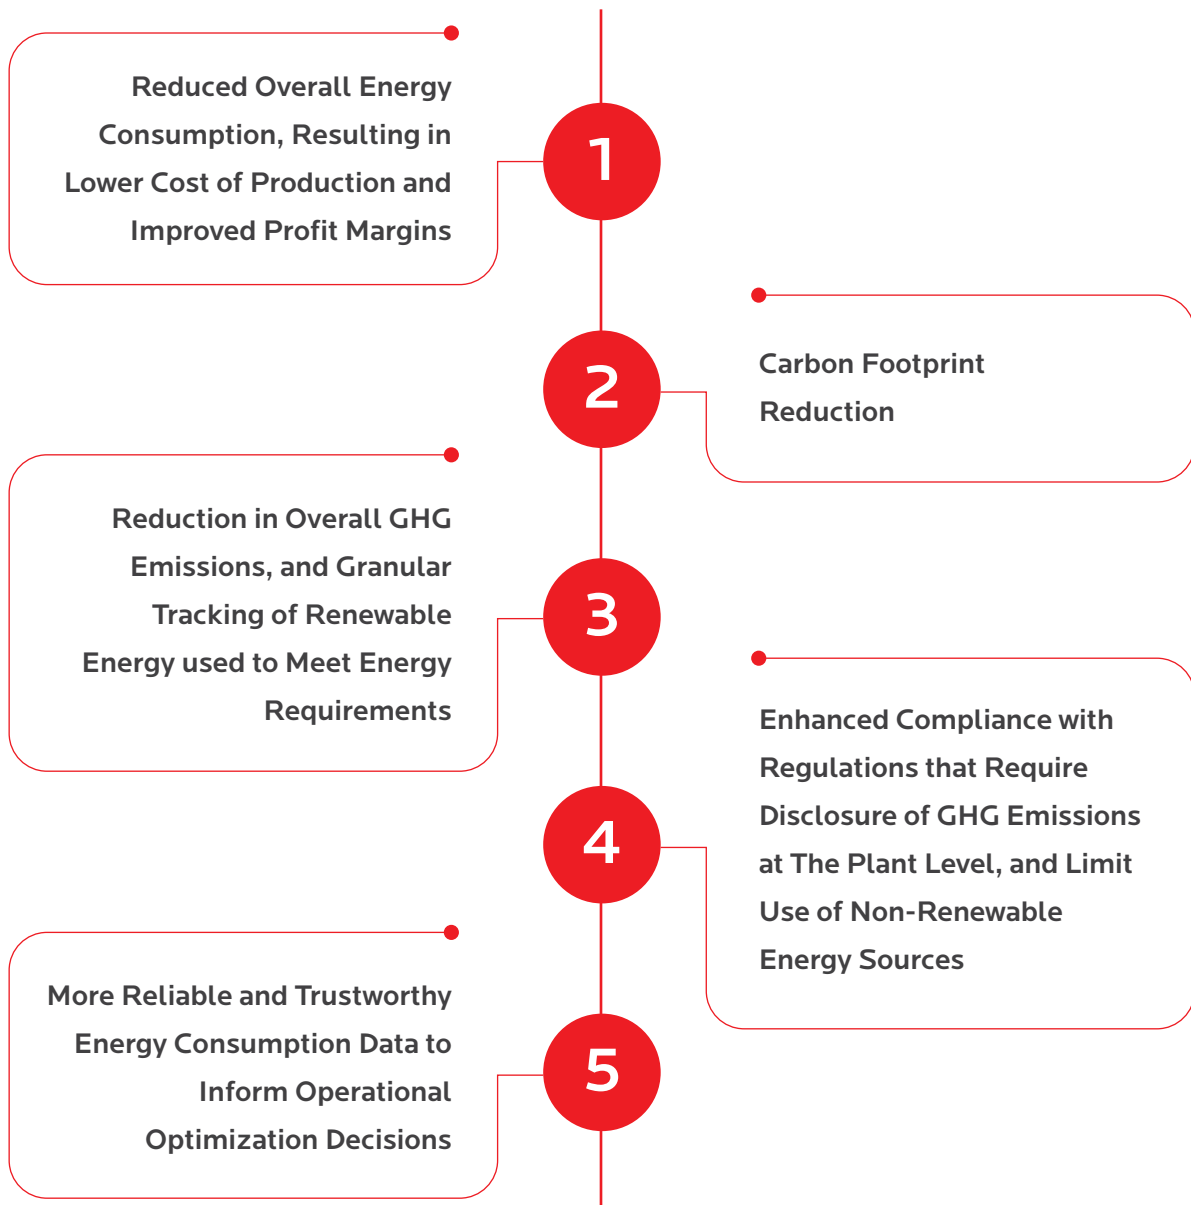 1
Reduced Overall Energy
Consumption, Resulting in
Lower Cost of Production and
Improved Profit Margins
2
Carbon Footprint
Reduction
3
Reduction in Overall GHG
Emissions, and Granular
Tracking of Renewable
Energy used to Meet Energy
Requirements
4
Enhanced Compliance with
Regulations that Require
Disclosure of GHG Emissions
at The Plant Level, and Limit
Use of Non-Renewable
Energy Sources
5
More Reliable and Trustworthy
Energy Consumption Data to
Inform Operational
Optimization Decisions